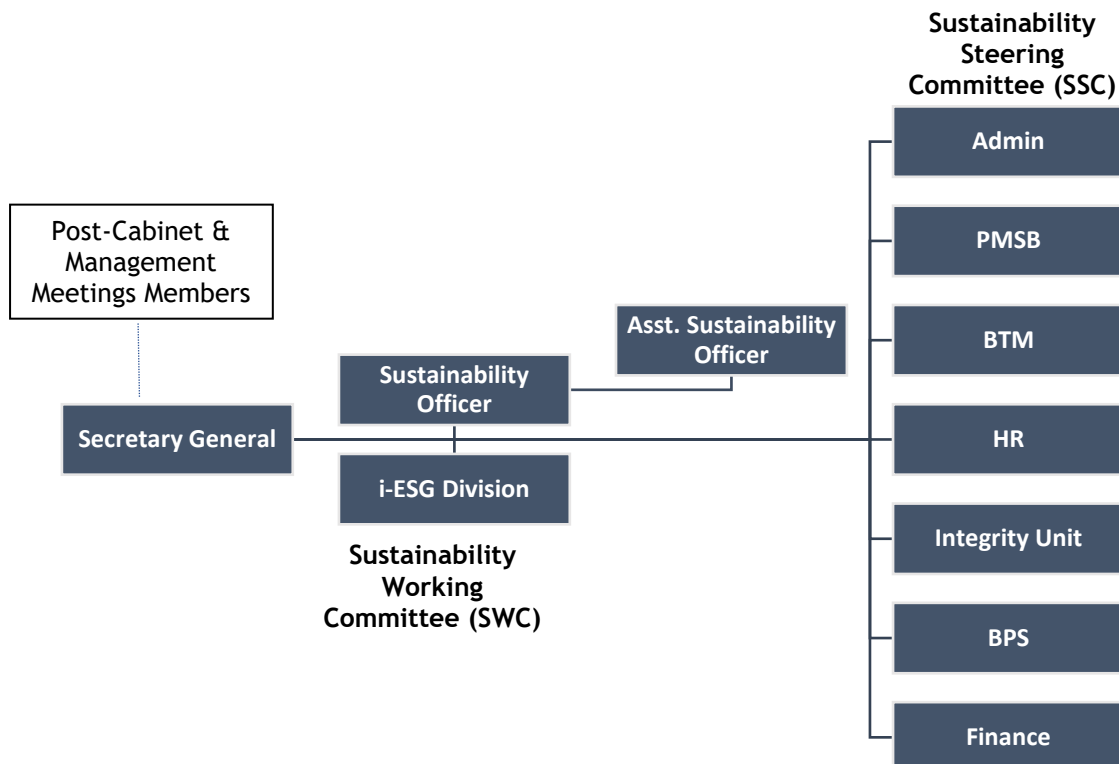 Sustainability
Steering
Committee (SSC)
Admin
Post-Cabinet &
Management
Meetings Members
PMSB
Asst. Sustainability
Officer
BTM
Sustainability
Officer
Secretary General
HR
i-ESG Division
Integrity Unit
Sustainability
Working
Committee (SWC)
BPS
Finance